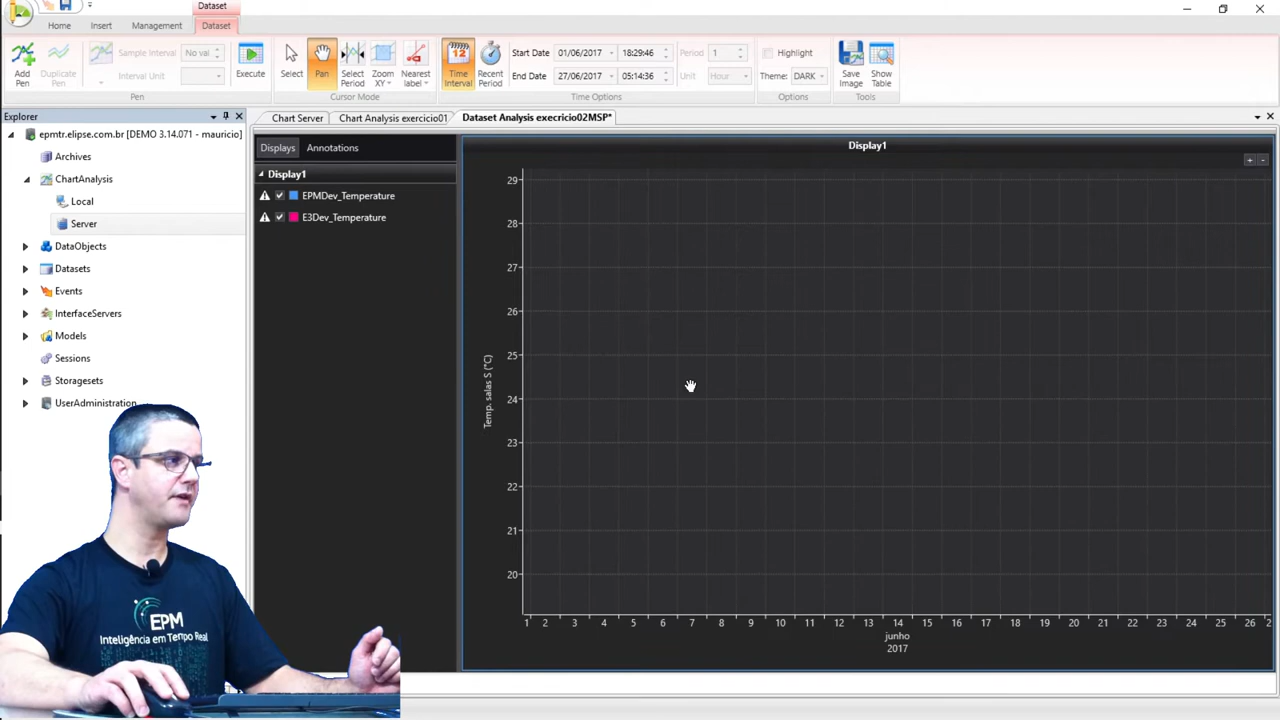 Dataset
Home Insert Management Dataset
Add Pen
Duplicate Pen
Sample Interval No val
Interval Unit
Execute
Select
Pan
Select Period
Zoom XY
Nearest label
Time Interval
Recent Period
Start Date 01/06/2017 18:29:46 Period 1
End Date 27/06/2017 05:14:36 Unit Hour
Highlight
Theme: DARK
Save Image
Show Table
Pen Cursor Mode Time Options Options Tools
Explorer
epmtr.elipse.com.br [DEMO 3.14.071 - mauricio]
Archives
ChartAnalysis
Local
Server
DataObjects
Datasets
Events
InterfaceServers
Models
Sessions
Storagesets
UserAdministration
Chart Server Chart Analysis exercicio01 Dataset Analysis execricio02MSP*
Displays Annotations
Display1
EPMDev_Temperature
E3Dev_Temperature
Display1
+ -
29
28
27
26
25
24
23
22
21
20
Temp. salas S (°C)
1 2 3 4 5 6 7 8 9 10 11 12 13 14 15 16 17 18 19 20 21 22 23 24 25 26 2
junho
2017
EPM
Inteligência em Tempo Real